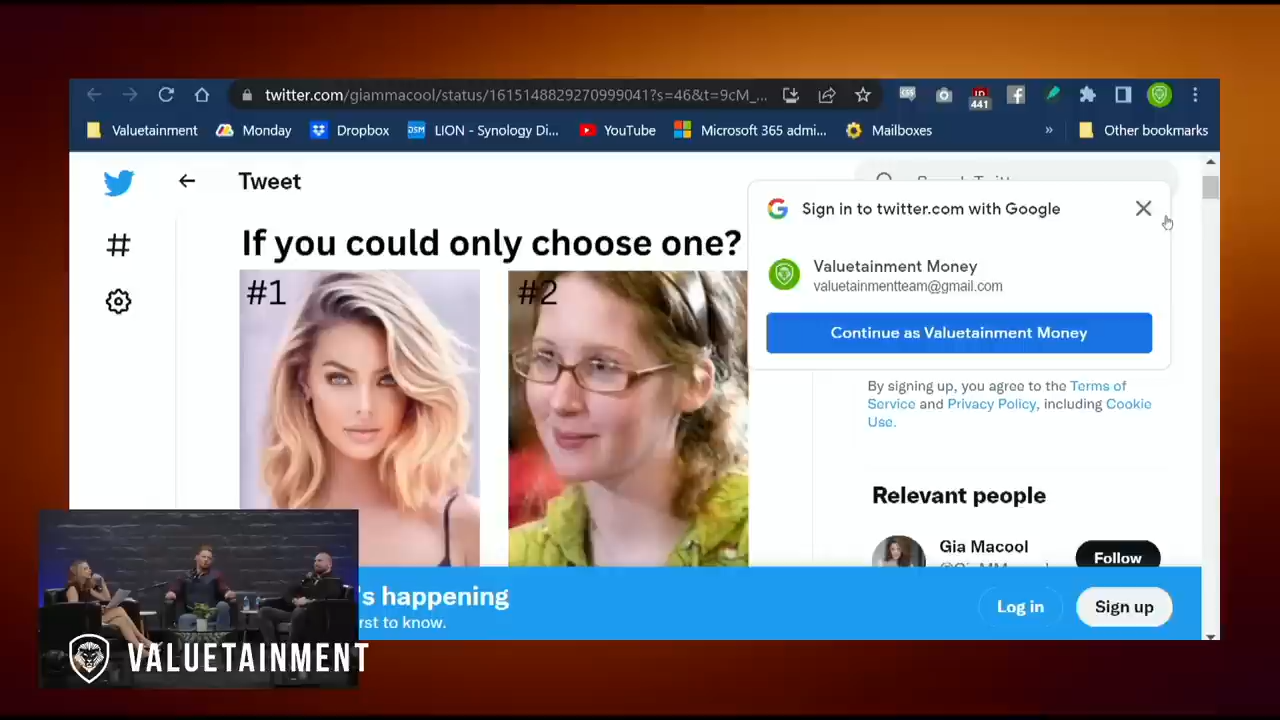 twitter.com/giammacool/status/1615148829270999041?s=46&t=9cM_...
441
Valuetainment
Monday
Dropbox
DSM
LION - Synology Di...
YouTube
Microsoft 365 admi...
Mailboxes
»
Other bookmarks
Tweet
Sign in to twitter.com with Google
If you could only choose one?
Valuetainment Money
valuetainmentteam@gmail.com
#1
#2
Continue as Valuetainment Money
By signing up, you agree to the Terms of
Service and Privacy Policy, including Cookie
Use.
Relevant people
Gia Macool
Follow
's happening
rst to know.
Log in
Sign up
VALUETAINMENT